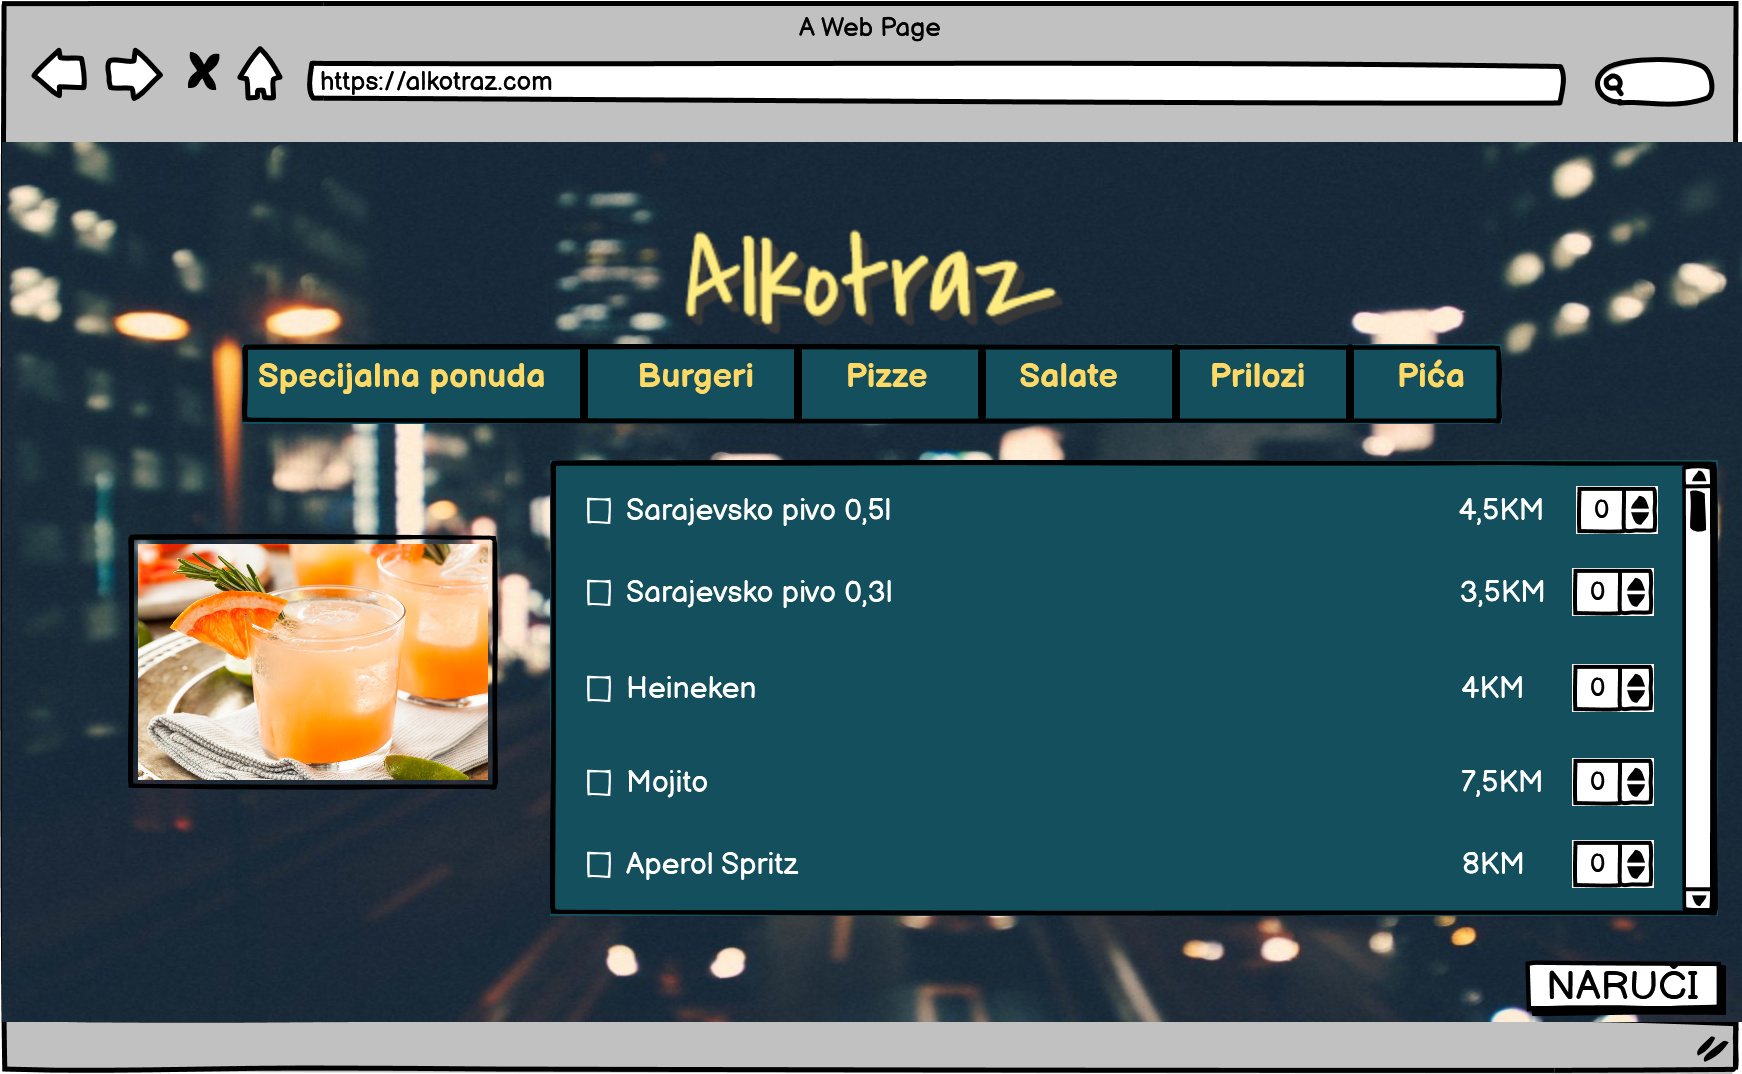 A Web Page
https://alkotraz.com
Alkotraz
Specijalna ponuda Burgeri Pizze Salate Prilozi Pića
Sarajevsko pivo 0,5l 4,5KM 0
Sarajevsko pivo 0,3l 3,5KM 0
Heineken 4KM 0
Mojito 7,5KM 0
Aperol Spritz 8KM 0
NARUČI